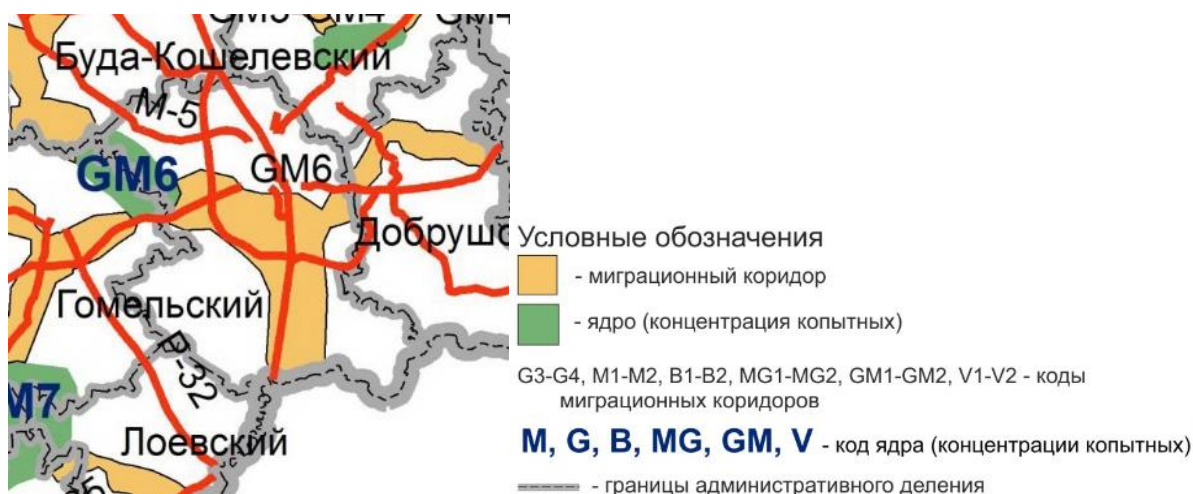 Буда-Кошелевский
М-5
GM6
GM6
Гомельский
Р-32
Лоевский
Условные обозначения
- миграционный коридор
- ядро (концентрация копытных)
G3-G4, M1-M2, B1-B2, MG1-MG2, GM1-GM2, V1-V2 - коды
миграционных коридоров
M, G, B, MG, GM, V - код ядра (концентрации копытных)
- границы административного деления